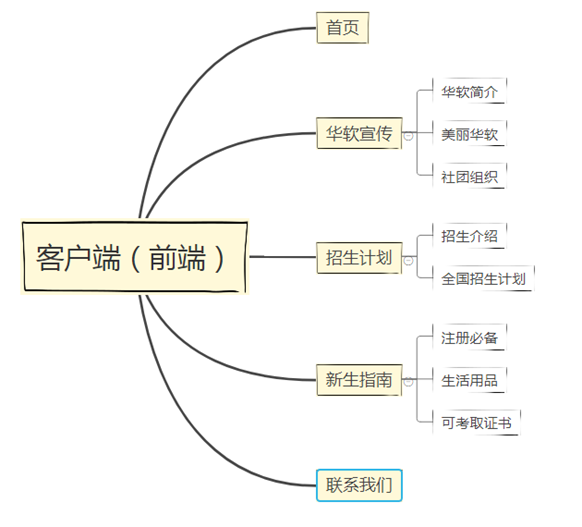 首页
华软宣传
华软简介
美丽华软
社团组织
客户端（前端）
招生计划
招生介绍
全国招生计划
新生指南
注册必备
生活用品
可考取证书
联系我们